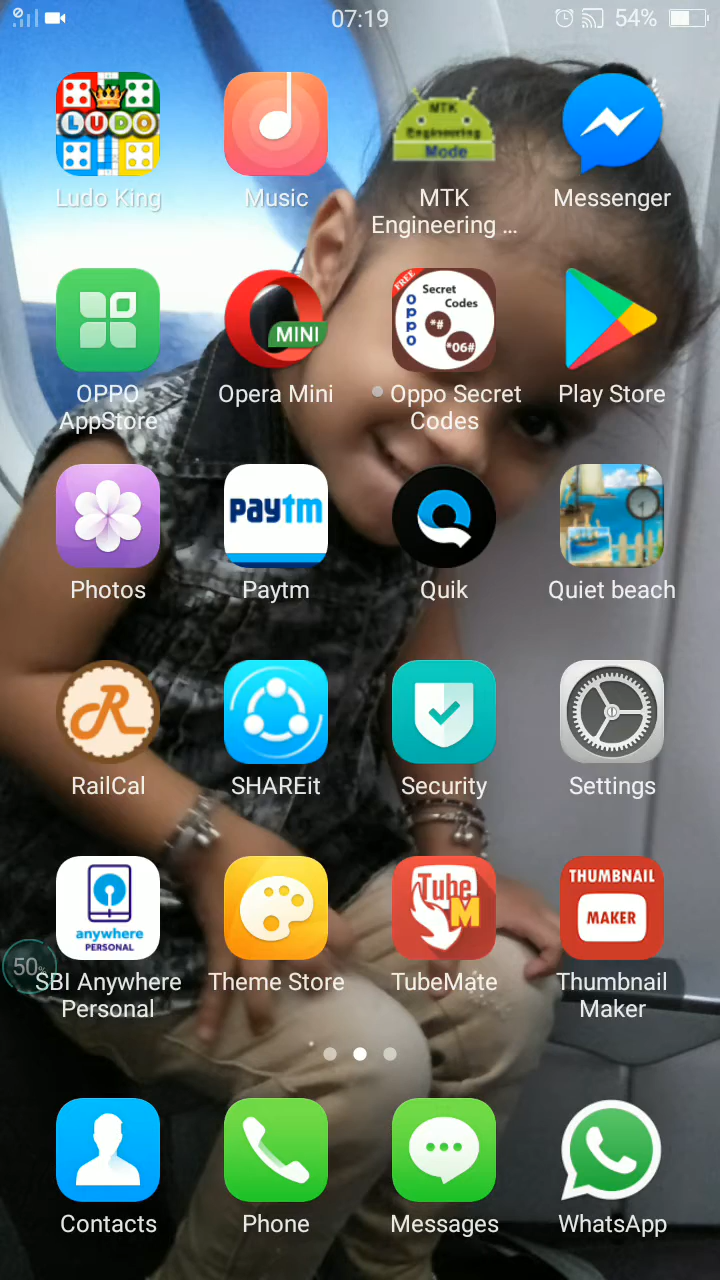 07:19
54%
LUDO
MTK
Engineering
Mode
Ludo King
Music
MTK
Engineering ...
Messenger
MINI
FREE
Secret
Codes
oppo
*#
*06#
OPPO
AppStore
Opera Mini
Oppo Secret
Codes
Play Store
Paytm
Photos
Paytm
Quik
Quiet beach
R
RailCal
SHAREit
Security
Settings
anywhere
PERSONAL
Tube
M
THUMBNAIL
MAKER
50%
SBI Anywhere
Personal
Theme Store
TubeMate
Thumbnail
Maker
Contacts
Phone
Messages
WhatsApp